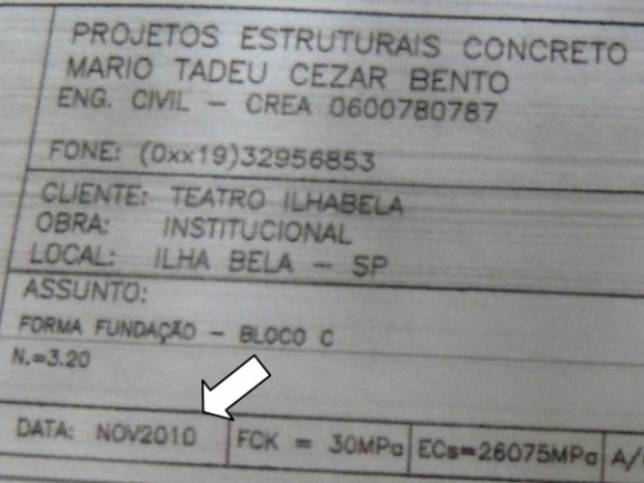 PROJETOS ESTRUTURAIS CONCRETO
MARIO TADEU CEZAR BENTO
ENG. CIVIL – CREA 0600780787
FONE: (0xx19)32956853
CLIENTE: TEATRO ILHABELA
OBRA: INSTITUCIONAL
LOCAL: ILHA BELA – SP
ASSUNTO:
FORMA FUNDAÇÃO – BLOCO C
N.=3.20
DATA: NOV2010 FCK = 30MPa ECs=26075MPa